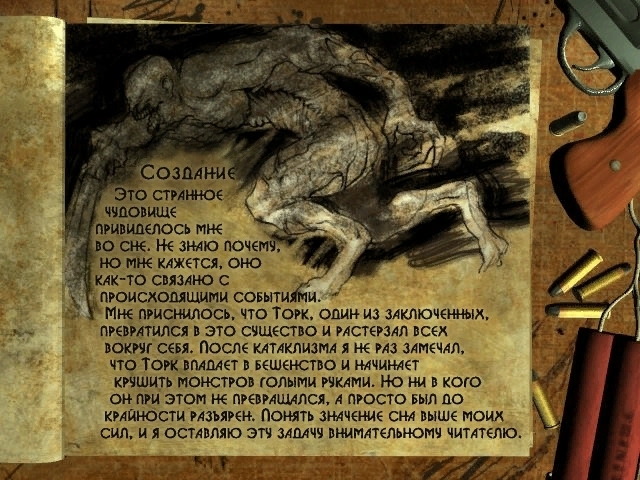 Создание
Это странное
чудовище
привиделось мне
во сне. Не знаю почему,
но мне кажется, оно
как-то связано с
происходящими событиями.
Мне приснилось, что Торк, один из заключенных,
превратился в это существо и растерзал всех
вокруг себя. После катаклизма я не раз замечал,
что Торк впадает в бешенство и начинает
крушить монстров голыми руками. Но ни в кого
он при этом не превращался, а просто был до
крайности разъярен. Понять значение сна выше моих
сил, и я оставляю эту задачу внимательному читателю.